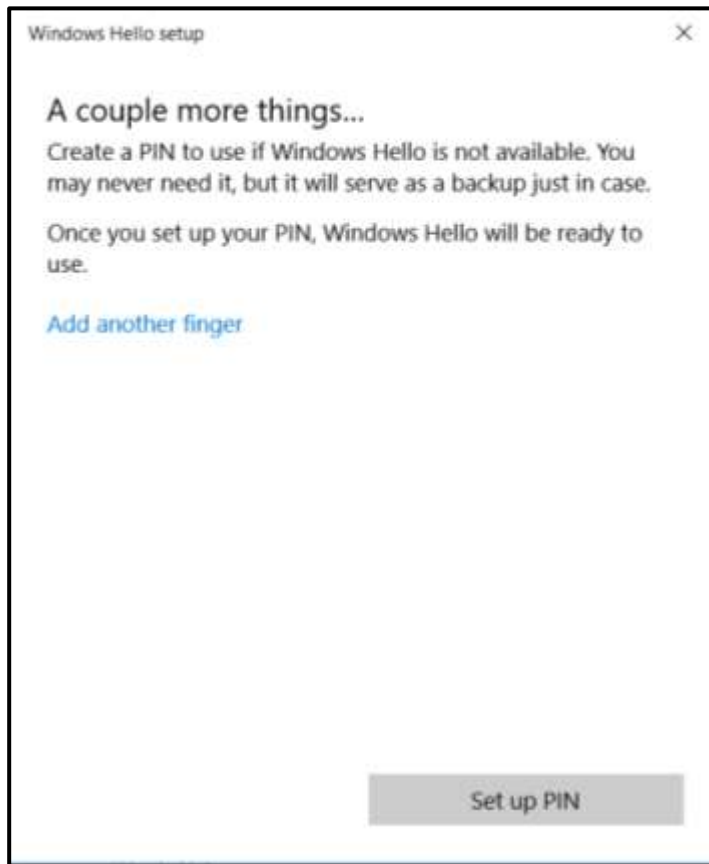 Windows Hello setup
A couple more things...
Create a PIN to use if Windows Hello is not available. You
may never need it, but it will serve as a backup just in case.
Once you set up your PIN, Windows Hello will be ready to
use.
Add another finger
Set up PIN